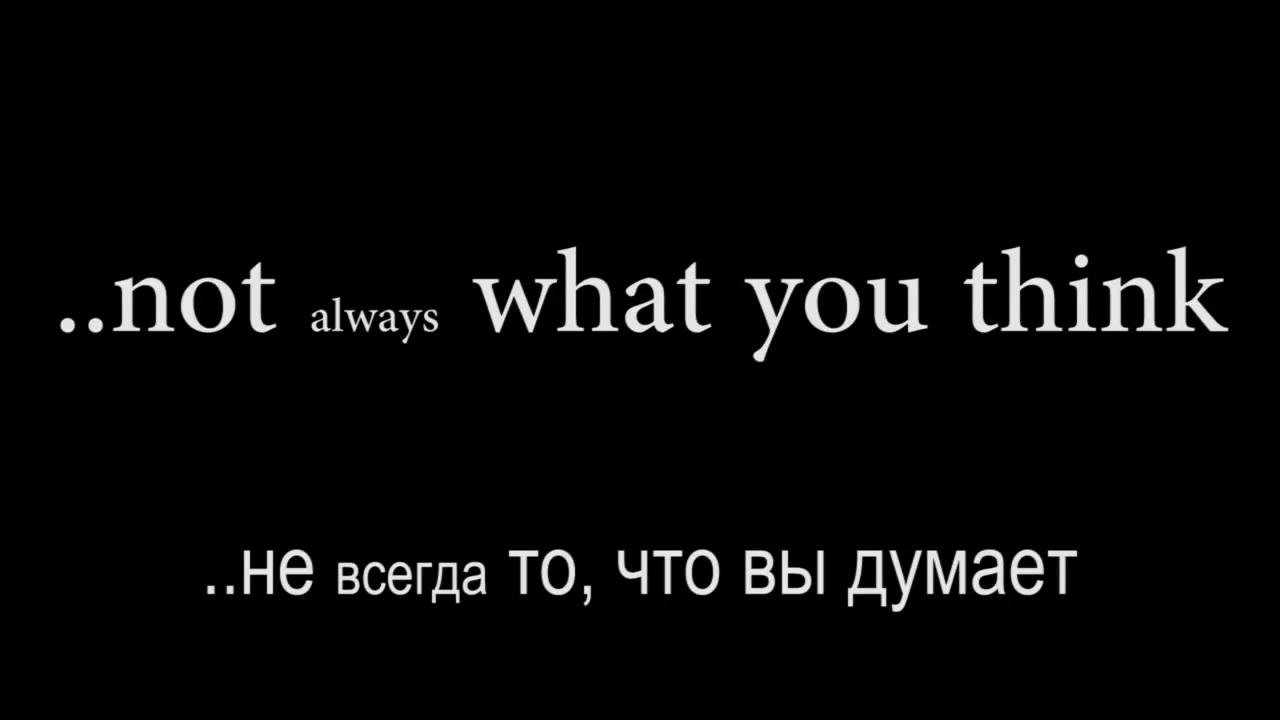 ..not always what you think
..не всегда то, что вы думает